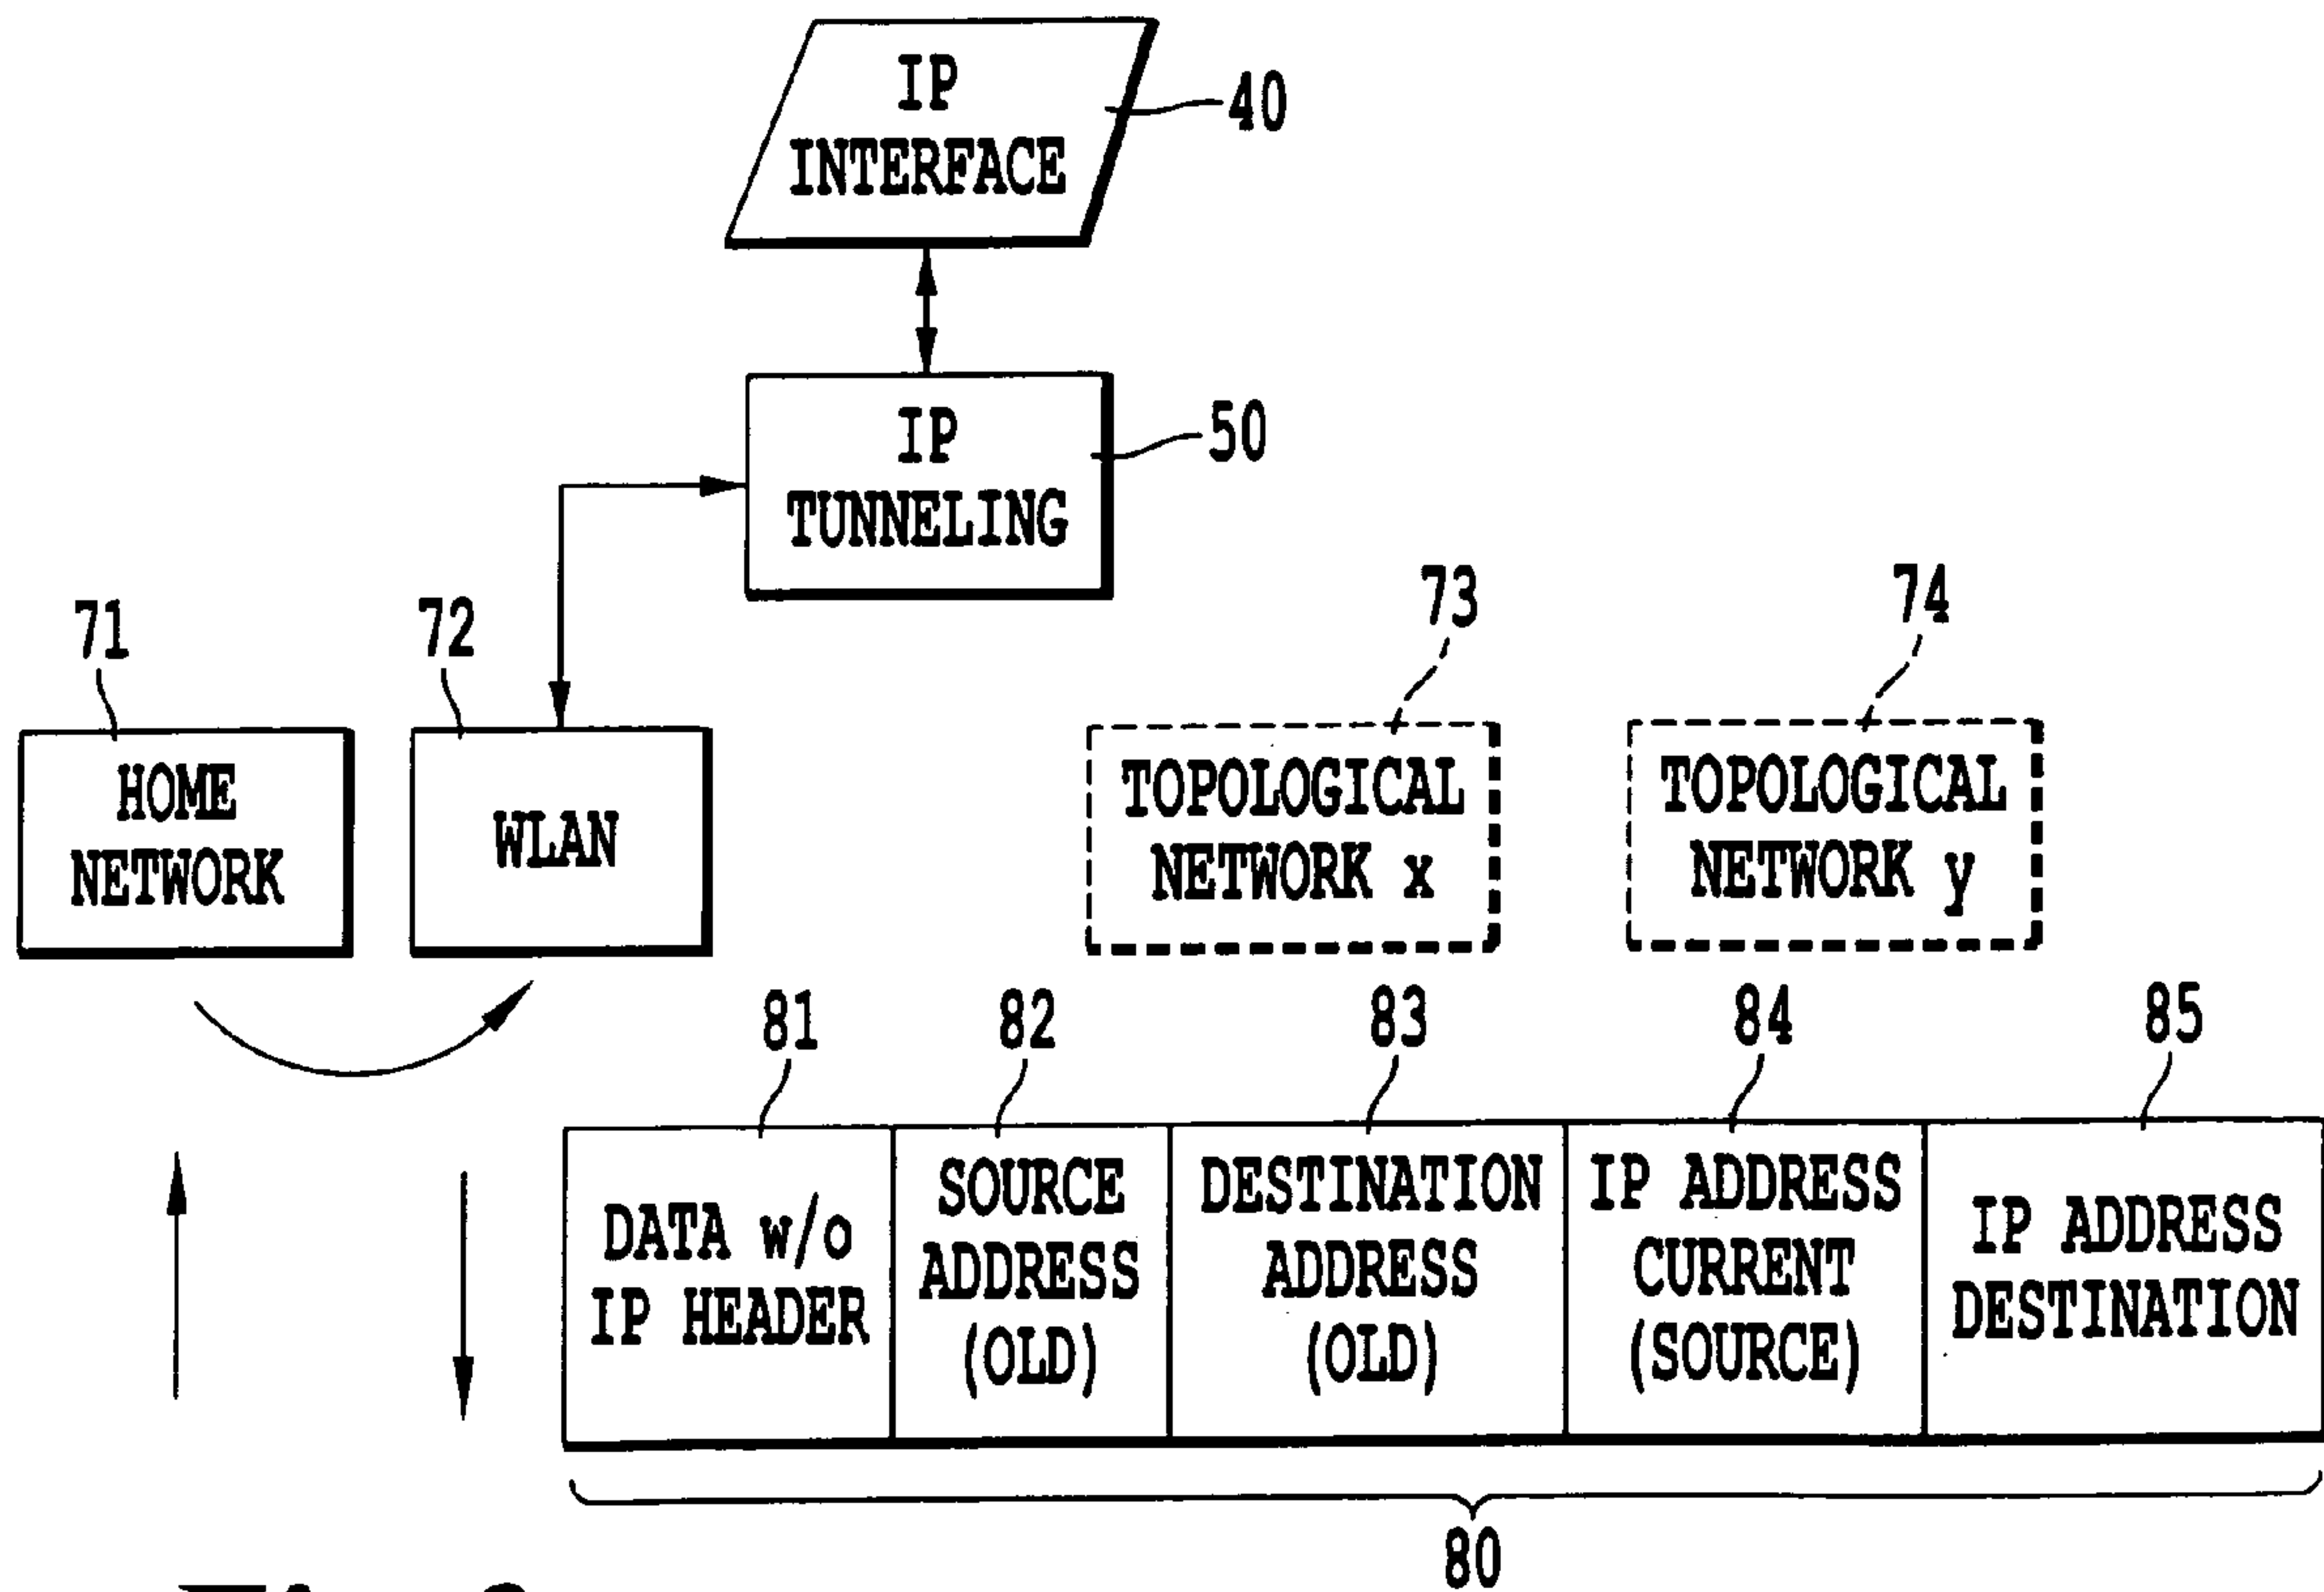 IP
INTERFACE
40
IP
TUNNELING
50
71
72
73
74
HOME
NETWORK
WLAN
TOPOLOGICAL
NETWORK x
TOPOLOGICAL
NETWORK y
81
82
83
84
85
DATA w/o
IP HEADER
SOURCE
ADDRESS
(OLD)
DESTINATION
ADDRESS
(OLD)
IP ADDRESS
CURRENT
(SOURCE)
IP ADDRESS
DESTINATION
80